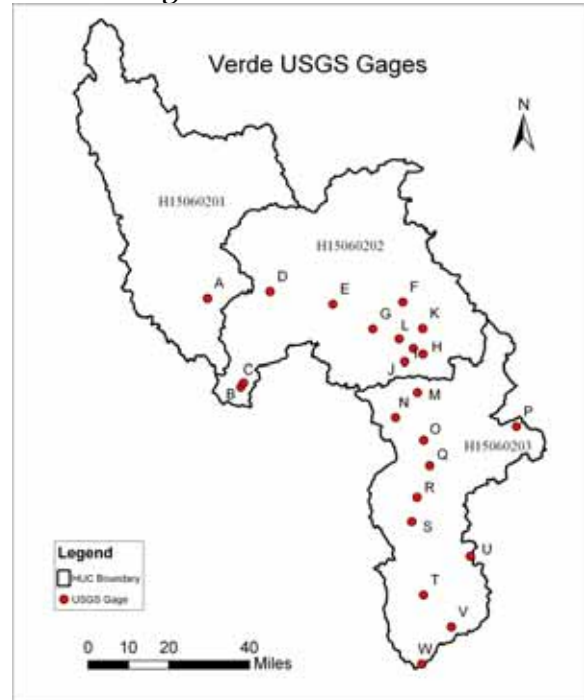 Verde USGS Gages
N
H15060201
H15060202
A
D
E
F
G
K
L
H
I
J
C
B
M
N
P
O
H15060203
Q
R
S
U
T
V
W
Legend
HUC Boundary
USGS Gage
0 10 20 40
Miles